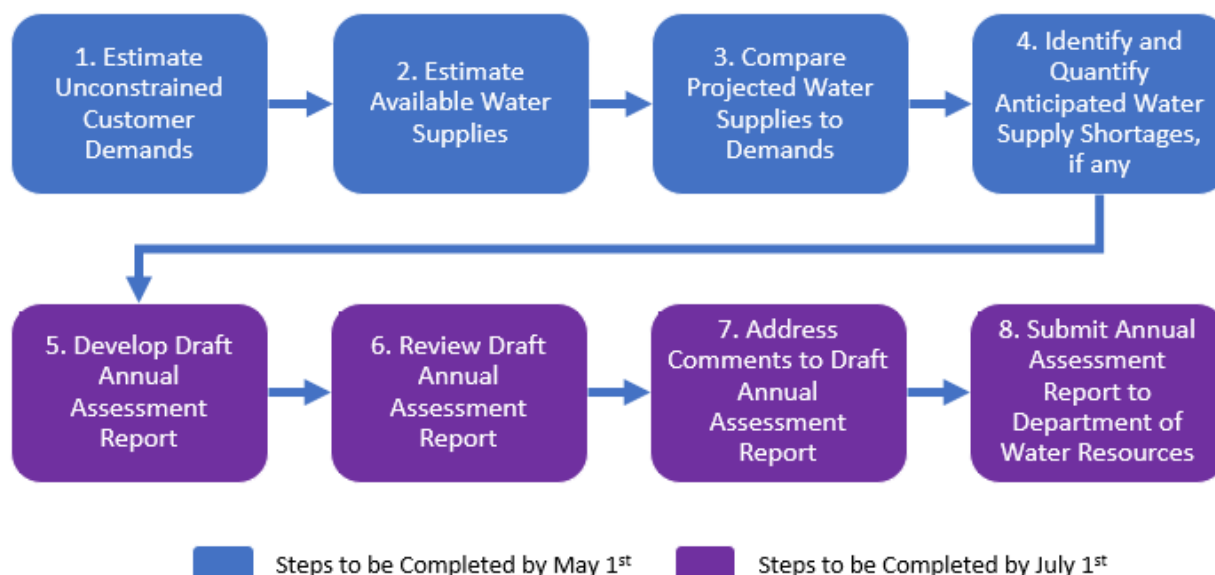 1. Estimate
Unconstrained
Customer
Demands
2. Estimate
Available Water
Supplies
3. Compare
Projected Water
Supplies to
Demands
4. Identify and
Quantify
Anticipated Water
Supply Shortages,
if any
5. Develop Draft
Annual
Assessment
Report
6. Review Draft
Annual
Assessment
Report
7. Address
Comments to Draft
Annual
Assessment
Report
8. Submit Annual
Assessment
Report to
Department of
Water Resources
Steps to be Completed by May 1st
Steps to be Completed by July 1st